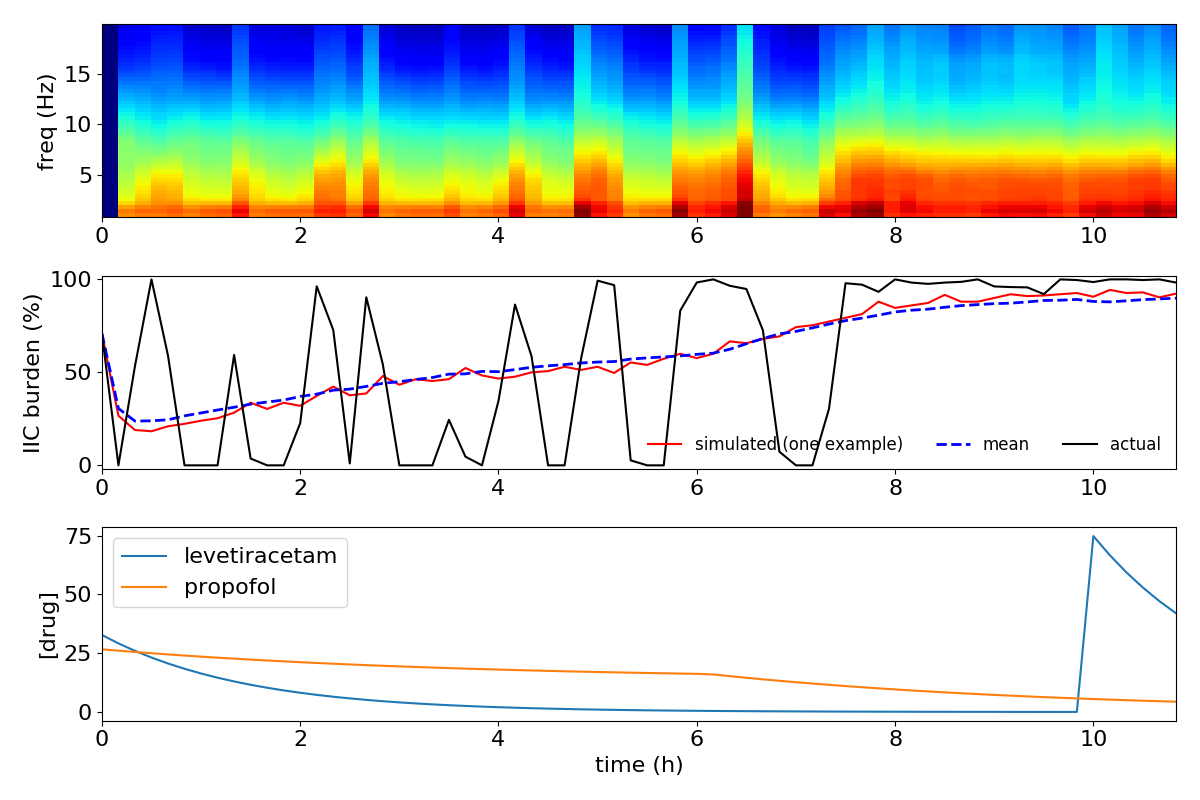 freq (Hz)
15
10
5
0 2 4 6 8 10
IIC burden (%)
100
50
0
simulated (one example) mean actual
0 2 4 6 8 10
[drug]
75
50
25
0
levetiracetam
propofol
0 2 4 6 8 10
time (h)